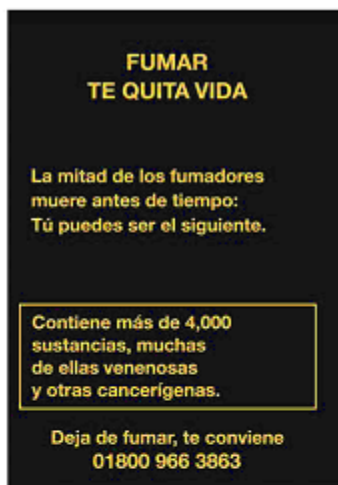 FUMAR
TE QUITA VIDA
La mitad de los fumadores
muere antes de tiempo:
Tú puedes ser el siguiente.
Contiene más de 4,000
sustancias, muchas
de ellas venenosas
y otras cancerígenas.
Deja de fumar, te conviene
01800 966 3863